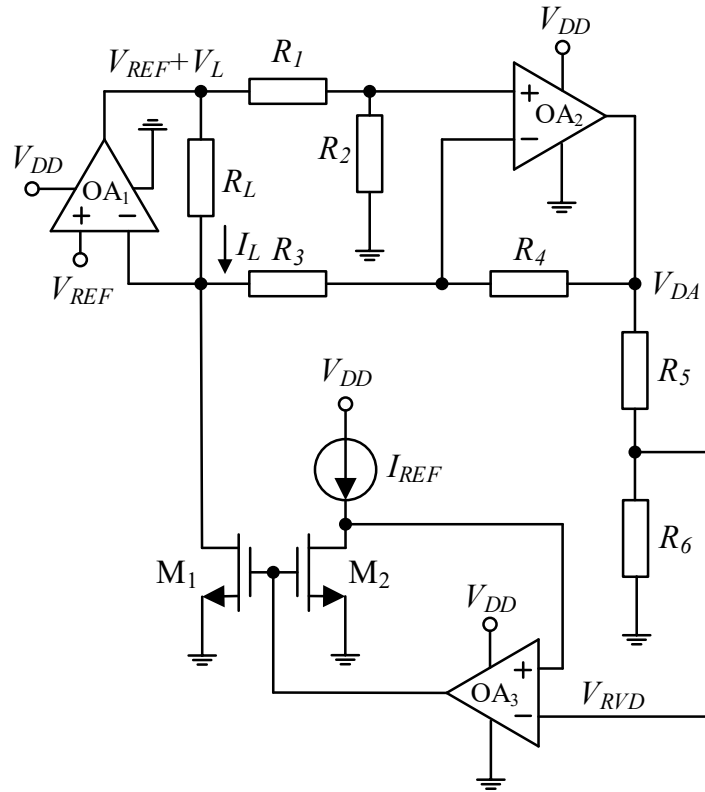 V_DD
V_REF+V_L
R_1
OA_2
R_2
V_DD
OA_1
R_L
I_L
R_3
R_4
V_REF
V_DA
V_DD
R_5
I_REF
R_6
M_1
M_2
V_DD
OA_3
V_RVD
+
−
+
−
+
−